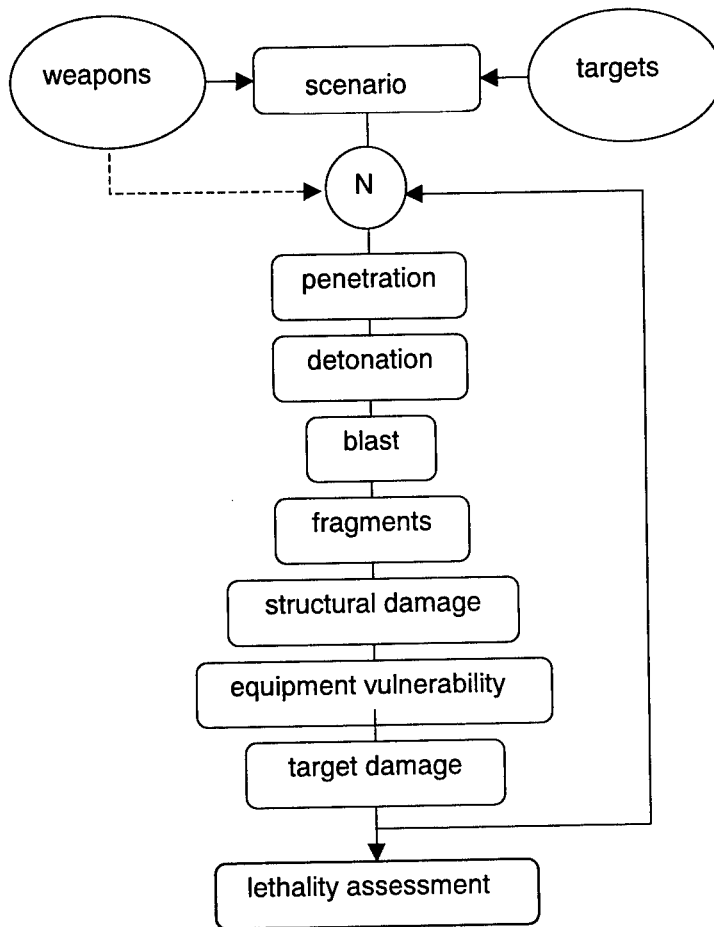 weapons
scenario
targets
N
penetration
detonation
blast
fragments
structural damage
equipment vulnerability
target damage
lethality assessment